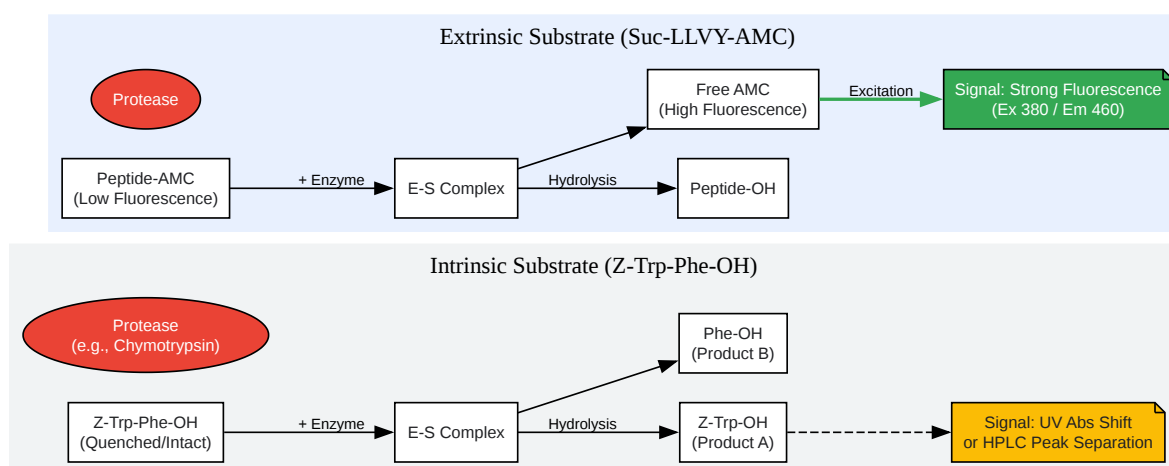 Extrinsic Substrate (Suc-LLVY-AMC)
Protease
Free AMC
(High Fluorescence)
Excitation
Signal: Strong Fluorescence
(Ex 380 / Em 460)
Peptide-AMC
(Low Fluorescence)
+ Enzyme
E-S Complex
Hydrolysis
Peptide-OH
Intrinsic Substrate (Z-Trp-Phe-OH)
Protease
(e.g., Chymotrypsin)
Phe-OH
(Product B)
Z-Trp-Phe-OH
(Quenched/Intact)
+ Enzyme
E-S Complex
Hydrolysis
Z-Trp-OH
(Product A)
Signal: UV Abs Shift
or HPLC Peak Separation